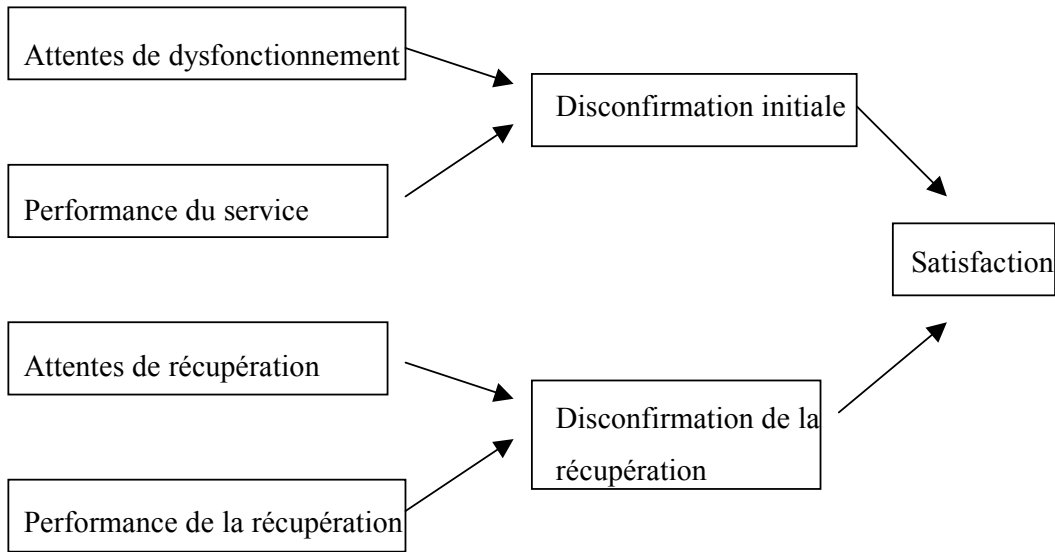 Attentes de dysfonctionnement
Performance du service
Disconfirmation initiale
Satisfaction
Attentes de récupération
Performance de la récupération
Disconfirmation de la
récupération